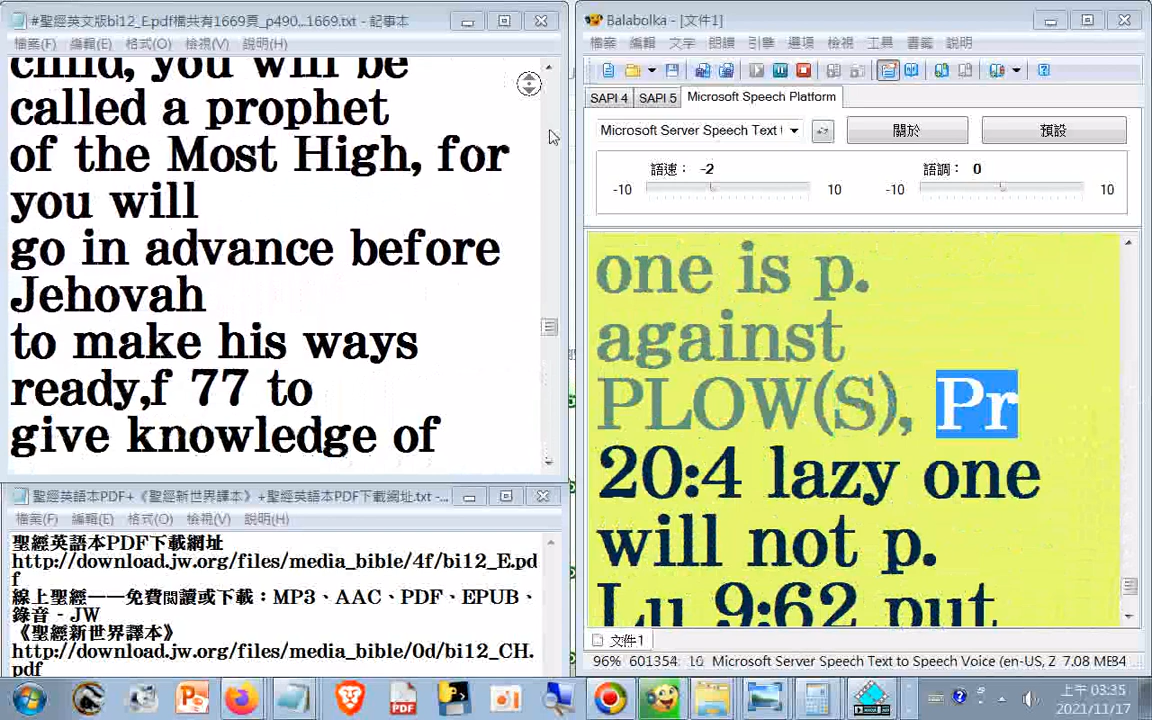 #聖經英文版bi12_E.pdf檔共有1669頁_p490,..1669.txt - 記事本
檔案(F) 編輯(E) 格式(O) 檢視(V) 說明(H)
child, you will be
called a prophet
of the Most High, for
you will
go in advance before
Jehovah
to make his ways
ready,f 77 to
give knowledge of
聖經英語本PDF+《聖經新世界譯本》+聖經英語本PDF下載網址.txt - ...
檔案(F) 編輯(E) 格式(O) 檢視(V) 說明(H)
聖經英語本PDF下載網址
http://download.jw.org/files/media_bible/4f/bi12_E.pd
f
線上聖經——免費閱讀或下載：MP3、AAC、PDF、EPUB、
錄音 - JW
《聖經新世界譯本》
http://download.jw.org/files/media_bible/0d/bi12_CH.
pdf
Balabolka - [文件1]
檔案 編輯 文字 朗讀 引擎 選項 檢視 工具 書籤 說明
SAPI 4 SAPI 5 Microsoft Speech Platform
Microsoft Server Speech Text 關於 預設
語速： -2 語調： 0
-10 10 -10 10
one is p.
against
PLOW(S), Pr
20:4 lazy one
will not p.
Lu 9:62 put
文件1
96% 601354: 10 Microsoft Server Speech Text to Speech Voice (en-US, Z 7.08 MB
上午 03:35
2021/11/17